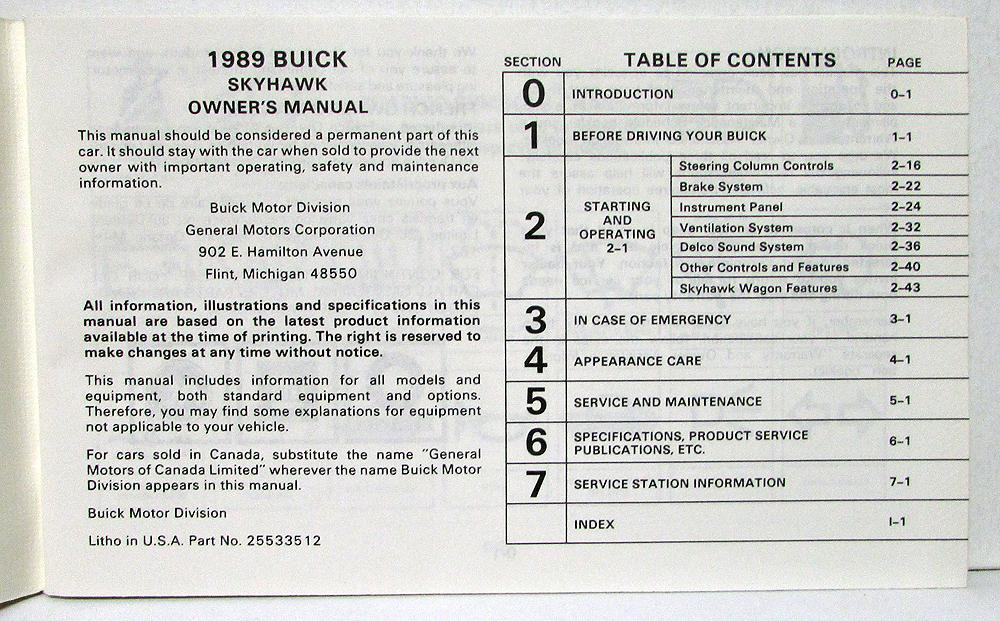 1989 BUICK
SKYHAWK
OWNER'S MANUAL
This manual should be considered a permanent part of this
car. It should stay with the car when sold to provide the next
owner with important operating, safety and maintenance
information.
Buick Motor Division
General Motors Corporation
902 E. Hamilton Avenue
Flint, Michigan 48550
All information, illustrations and specifications in this
manual are based on the latest product information
available at the time of printing. The right is reserved to
make changes at any time without notice.
This manual includes information for all models and
equipment, both standard equipment and options.
Therefore, you may find some explanations for equipment
not applicable to your vehicle.
For cars sold in Canada, substitute the name "General
Motors of Canada Limited" wherever the name Buick Motor
Division appears in this manual.
Buick Motor Division
Litho in U.S.A. Part No. 25533512
SECTION TABLE OF CONTENTS PAGE
0 INTRODUCTION 0–1
1 BEFORE DRIVING YOUR BUICK 1–1
2 STARTING
AND
OPERATING
2–1
Steering Column Controls 2–16
Brake System 2–22
Instrument Panel 2–24
Ventilation System 2–32
Delco Sound System 2–36
Other Controls and Features 2–40
Skyhawk Wagon Features 2–43
3 IN CASE OF EMERGENCY 3–1
4 APPEARANCE CARE 4–1
5 SERVICE AND MAINTENANCE 5–1
6 SPECIFICATIONS, PRODUCT SERVICE
PUBLICATIONS, ETC. 6–1
7 SERVICE STATION INFORMATION 7–1
INDEX I–1